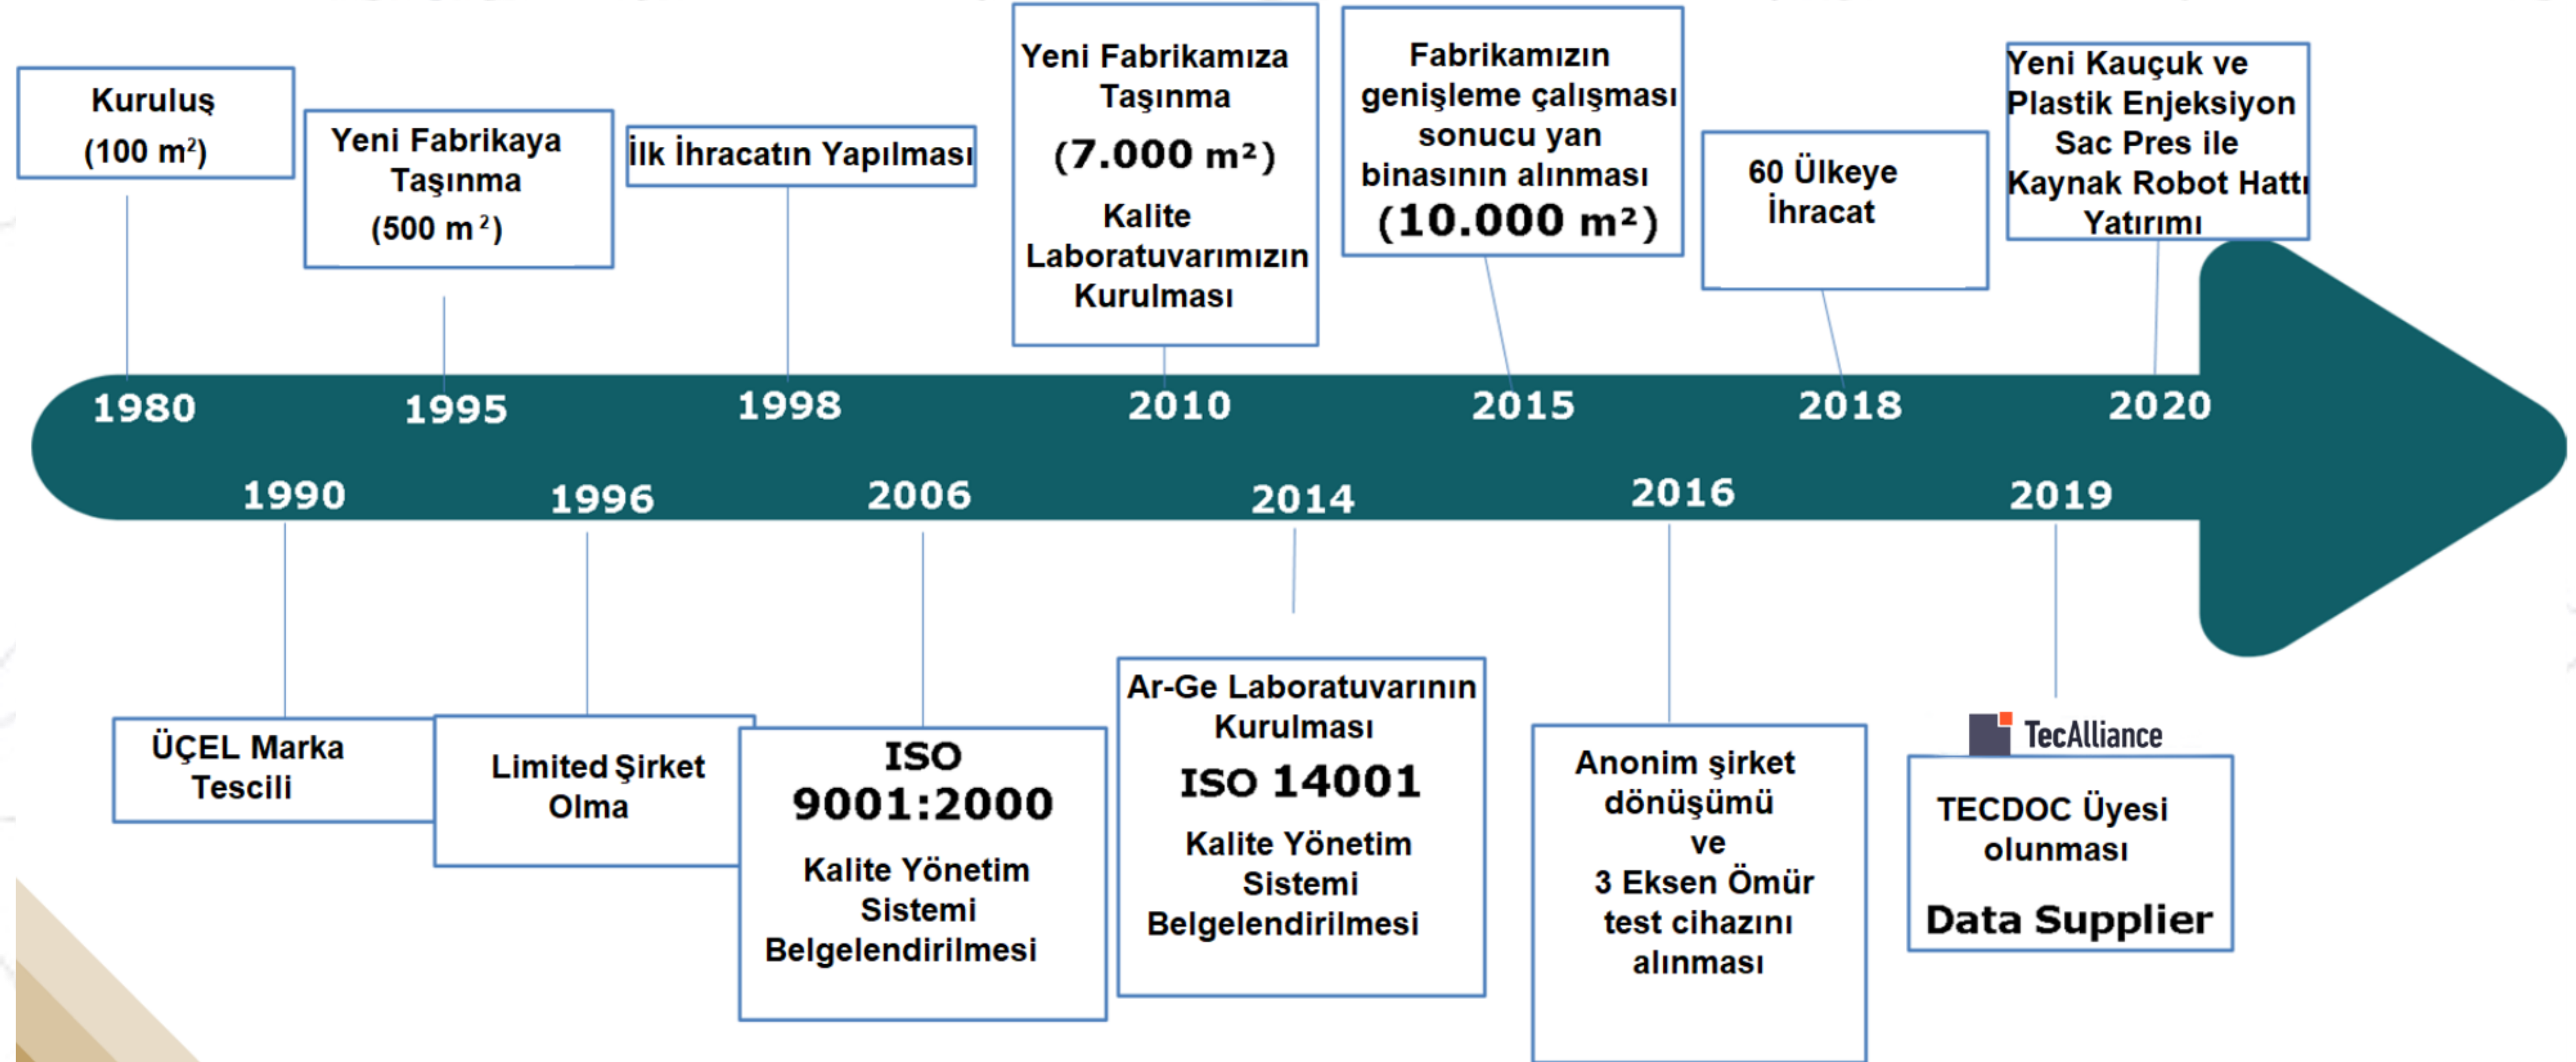 Kuruluş
(100 m²)
Yeni Fabrikaya
Taşınma
(500 m²)
İlk İhracatın Yapılması
Yeni Fabrikamıza
Taşınma
(7.000 m²)
Kalite
Laboratuvarımızın
Kurulması
Fabrikamızın
genişleme çalışması
sonucu yan
binasının alınması
(10.000 m²)
60 Ülkeye
İhracat
Yeni Kauçuk ve
Plastik Enjeksiyon
Sac Pres ile
Kaynak Robot Hattı
Yatırımı
1980 1995 1998 2010 2015 2018 2020
1990 1996 2006 2014 2016 2019
ÜÇEL Marka
Tescili
Limited Şirket
Olma
ISO
9001:2000
Kalite Yönetim
Sistemi
Belgelendirilmesi
Ar-Ge Laboratuvarının
Kurulması
ISO 14001
Kalite Yönetim
Sistemi
Belgelendirilmesi
Anonim şirket
dönüşümü
ve
3 Eksen Ömür
test cihazını
alınması
TecAlliance
TECDOC Üyesi
olunması
Data Supplier